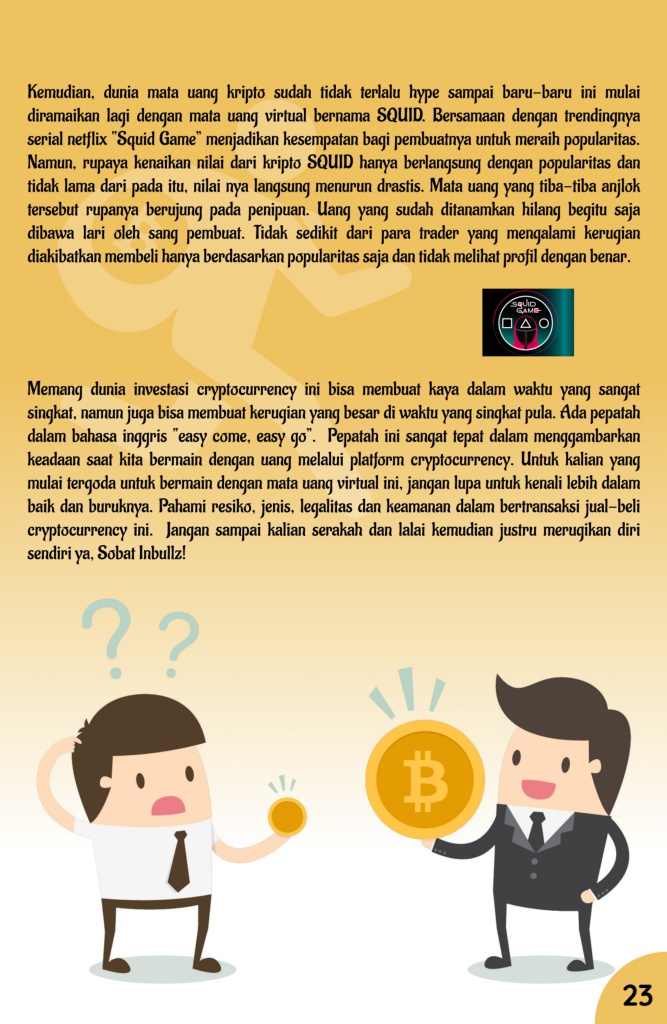 Kemudian, dunia mata uang kripto sudah tidak terlalu hype sampai baru-baru ini mulai
diramaikan lagi dengan mata uang virtual bernama SQUID. Bersamaan dengan trendingnya
serial netflix "Squid Game" menjadikan kesempatan bagi pembuatnya untuk meraih popularitas.
Namun, rupaya kenaikan nilai dari kripto SQUID hanya berlangsung dengan popularitas dan
tidak lama dari pada itu, nilai nya langsung menurun drastis. Mata uang yang tiba-tiba anjlok
tersebut rupanya berujung pada penipuan. Uang yang sudah ditanamkan hilang begitu saja
dibawa lari oleh sang pembuat. Tidak sedikit dari para trader yang mengalami kerugian
diakibatkan membeli hanya berdasarkan popularitas saja dan tidak melihat profil dengan benar.
SQUID
GAME
Memang dunia investasi cryptocurrency ini bisa membuat kaya dalam waktu yang sangat
singkat, namun juga bisa membuat kerugian yang besar di waktu yang singkat pula. Ada pepatah
dalam bahasa inggris "easy come, easy go". Pepatah ini sangat tepat dalam menggambarkan
keadaan saat kita bermain dengan uang melalui platform cryptocurrency. Untuk kalian yang
mulai tergoda untuk bermain dengan mata uang virtual ini, jangan lupa untuk kenali lebih dalam
baik dan buruknya. Pahami resiko, jenis, legalitas dan keamanan dalam bertransaksi jual-beli
cryptocurrency ini. Jangan sampai kalian serakah dan lalai kemudian justru merugikan diri
sendiri ya, Sobat Inbullz!
? ?
₿
23